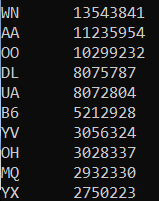 WN 13543841
AA 11235954
OO 10299232
DL 8075787
UA 8072804
B6 5212928
YV 3056324
OH 3028337
MQ 2932330
YX 2750223